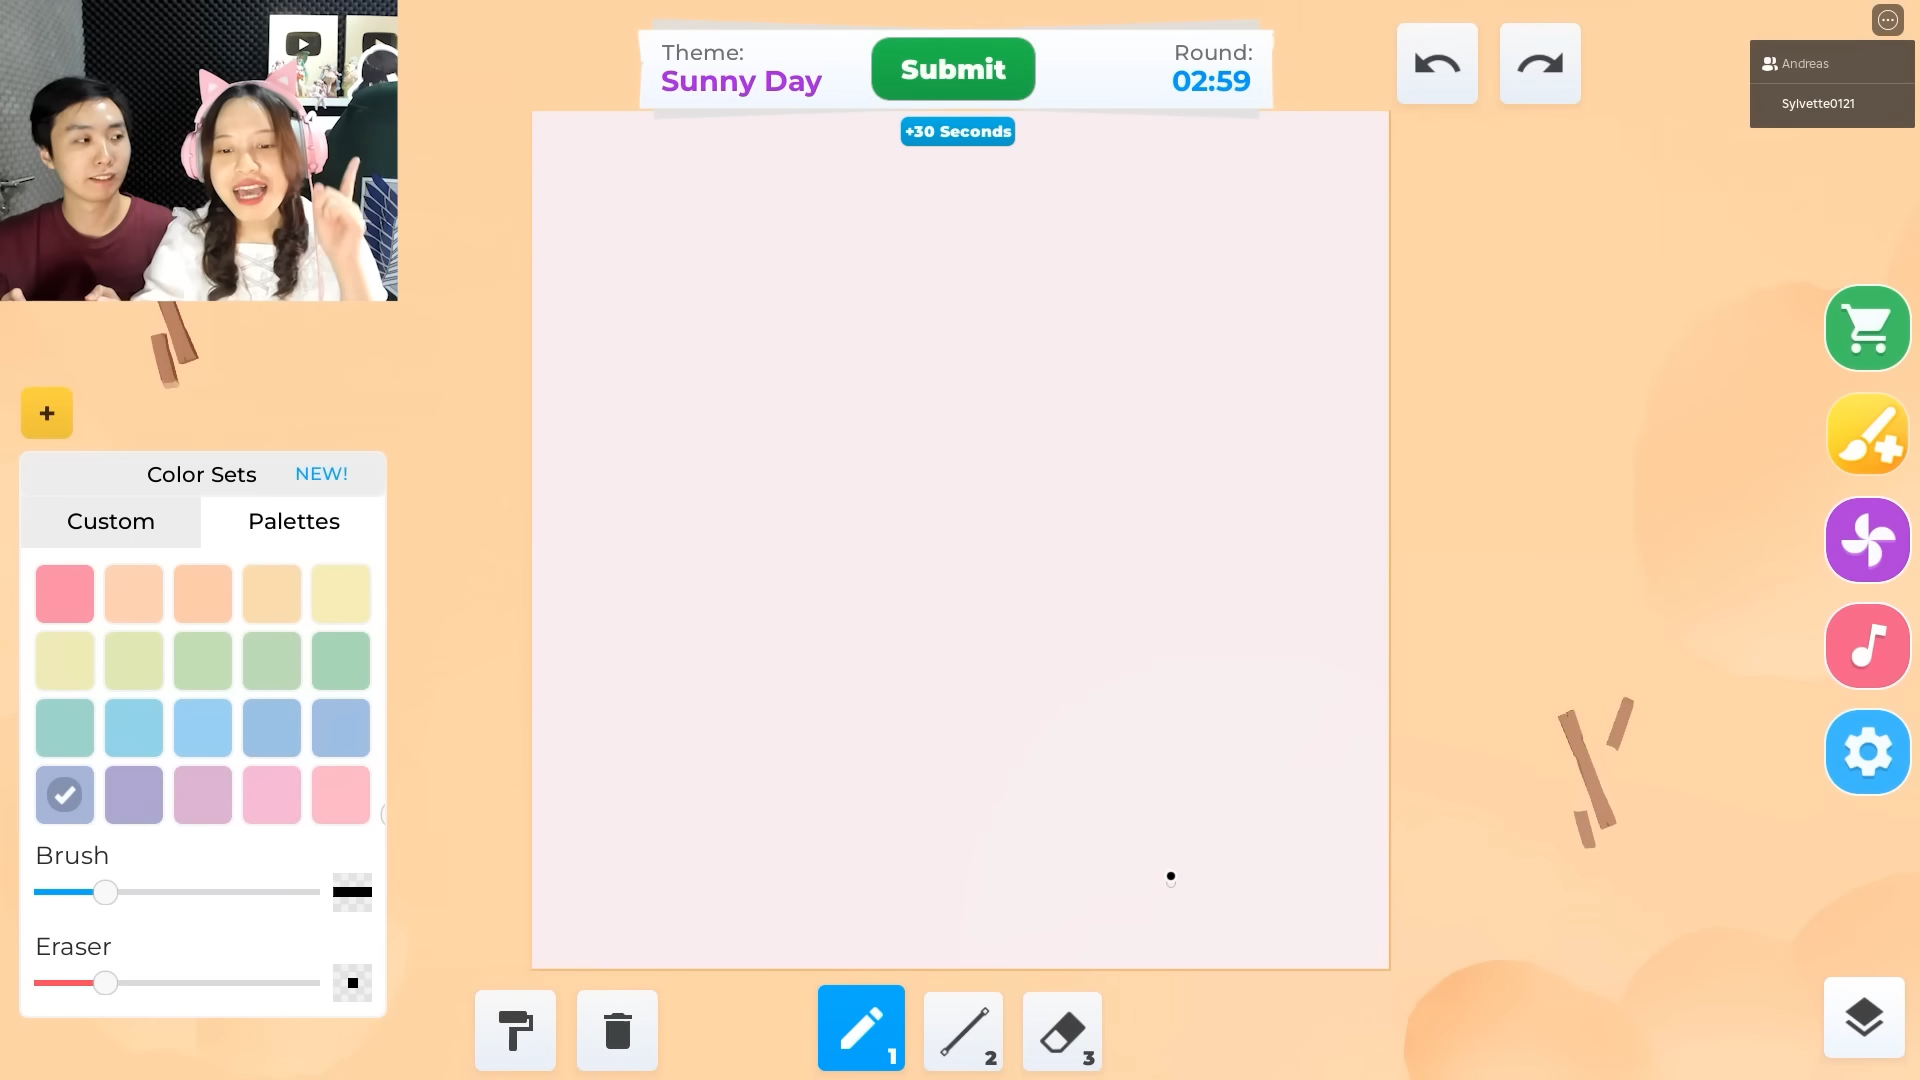 Theme:
Sunny Day
Submit
Round:
02:59
+30 Seconds
Andreas
Sylvette0121
+
Color Sets NEW!
Custom Palettes
Brush
Eraser
1
2
3